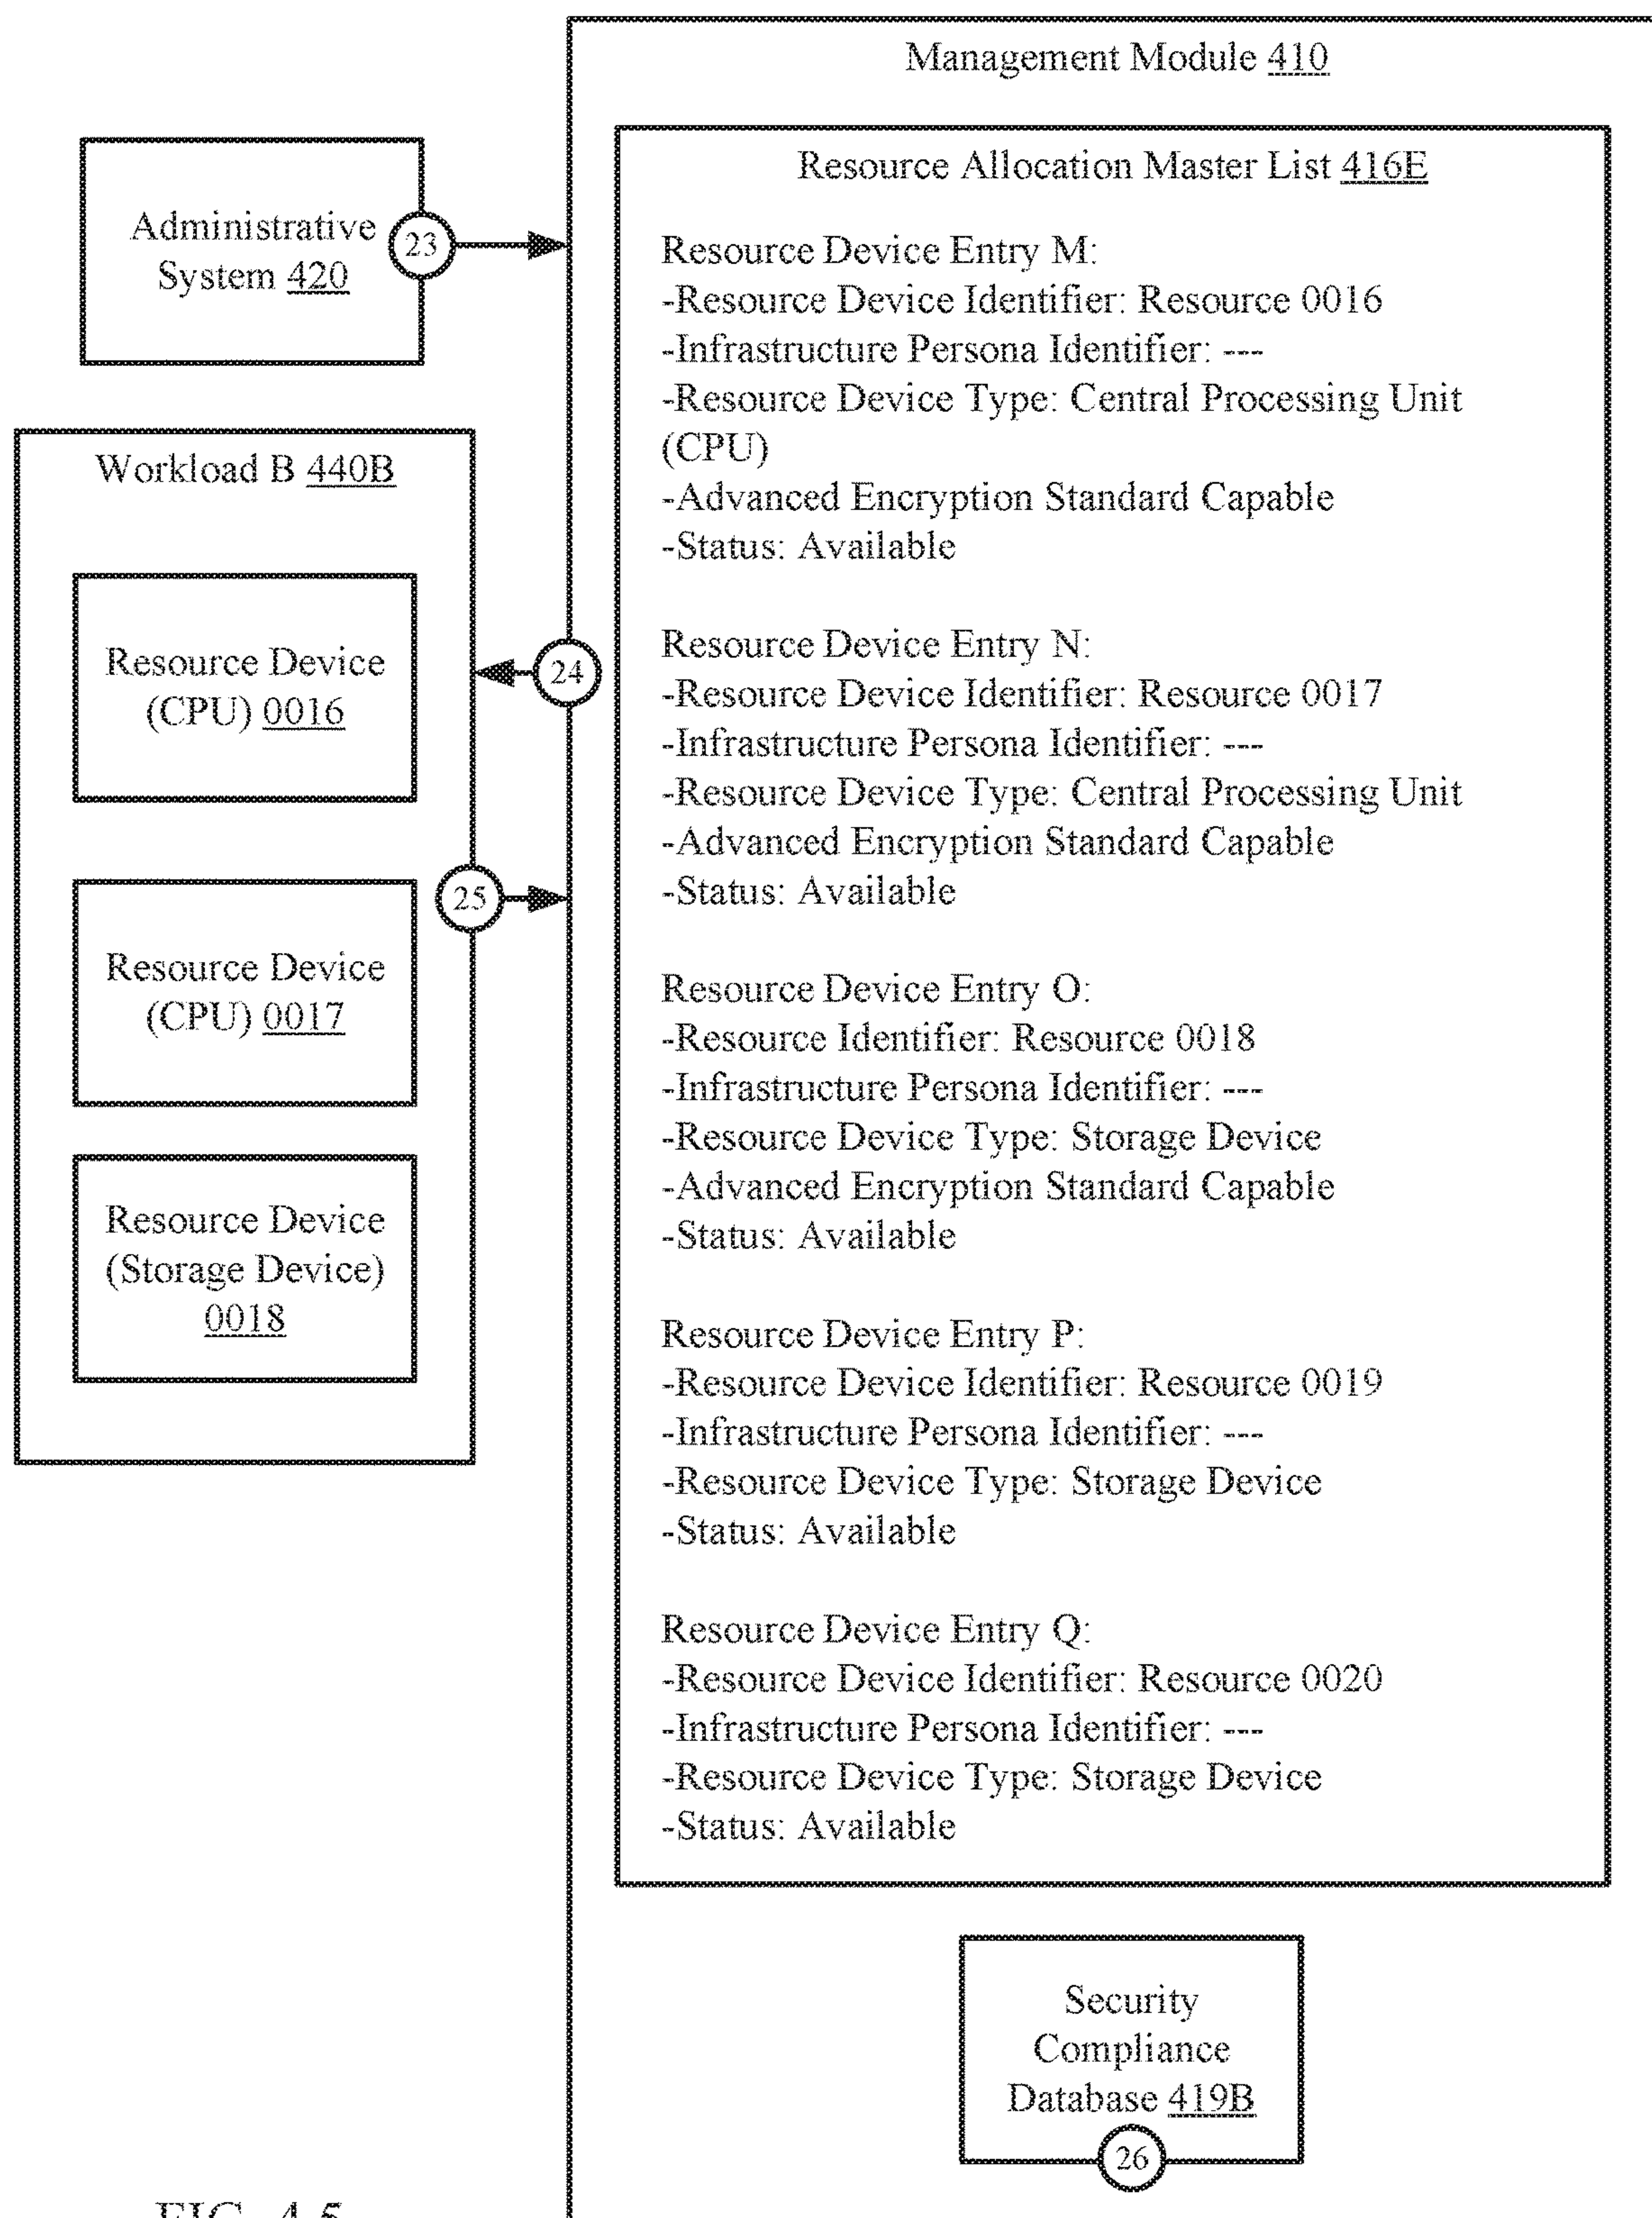 Management Module 410
Resource Allocation Master List 416E
Administrative
System 420
23
Workload B 440B
Resource Device
(CPU) 0016
24
Resource Device
(CPU) 0017
25
Resource Device
(Storage Device)
0018
Resource Device Entry M:
-Resource Device Identifier: Resource 0016
-Infrastructure Persona Identifier: ---
-Resource Device Type: Central Processing Unit
(CPU)
-Advanced Encryption Standard Capable
-Status: Available
Resource Device Entry N:
-Resource Device Identifier: Resource 0017
-Infrastructure Persona Identifier: ---
-Resource Device Type: Central Processing Unit
-Advanced Encryption Standard Capable
-Status: Available
Resource Device Entry O:
-Resource Identifier: Resource 0018
-Infrastructure Persona Identifier: ---
-Resource Device Type: Storage Device
-Advanced Encryption Standard Capable
-Status: Available
Resource Device Entry P:
-Resource Device Identifier: Resource 0019
-Infrastructure Persona Identifier: ---
-Resource Device Type: Storage Device
-Status: Available
Resource Device Entry Q:
-Resource Device Identifier: Resource 0020
-Infrastructure Persona Identifier: ---
-Resource Device Type: Storage Device
-Status: Available
Security
Compliance
Database 419B
26
FIG. 4.5